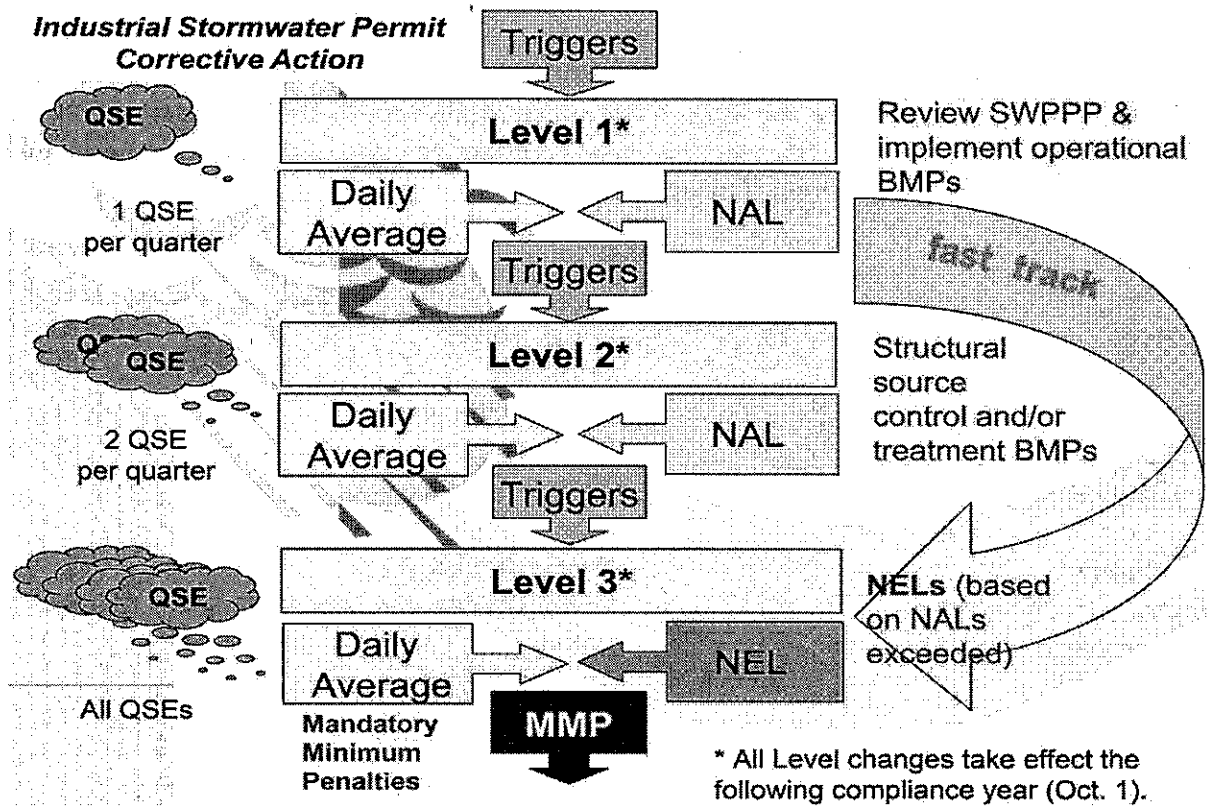 Industrial Stormwater Permit
Corrective Action
Triggers
QSE
1 QSE
per quarter
Level 1*
Daily
Average
NAL
Review SWPPP &
implement operational
BMPs
fast track
Triggers
QSE
QSE
2 QSE
per quarter
Level 2*
Daily
Average
NAL
Structural
source
control and/or
treatment BMPs
Triggers
QSE
All QSEs
Level 3*
Daily
Average
NEL
NELs (based
on NALs
exceeded)
Mandatory
Minimum
Penalties
MMP
* All Level changes take effect the
following compliance year (Oct. 1).